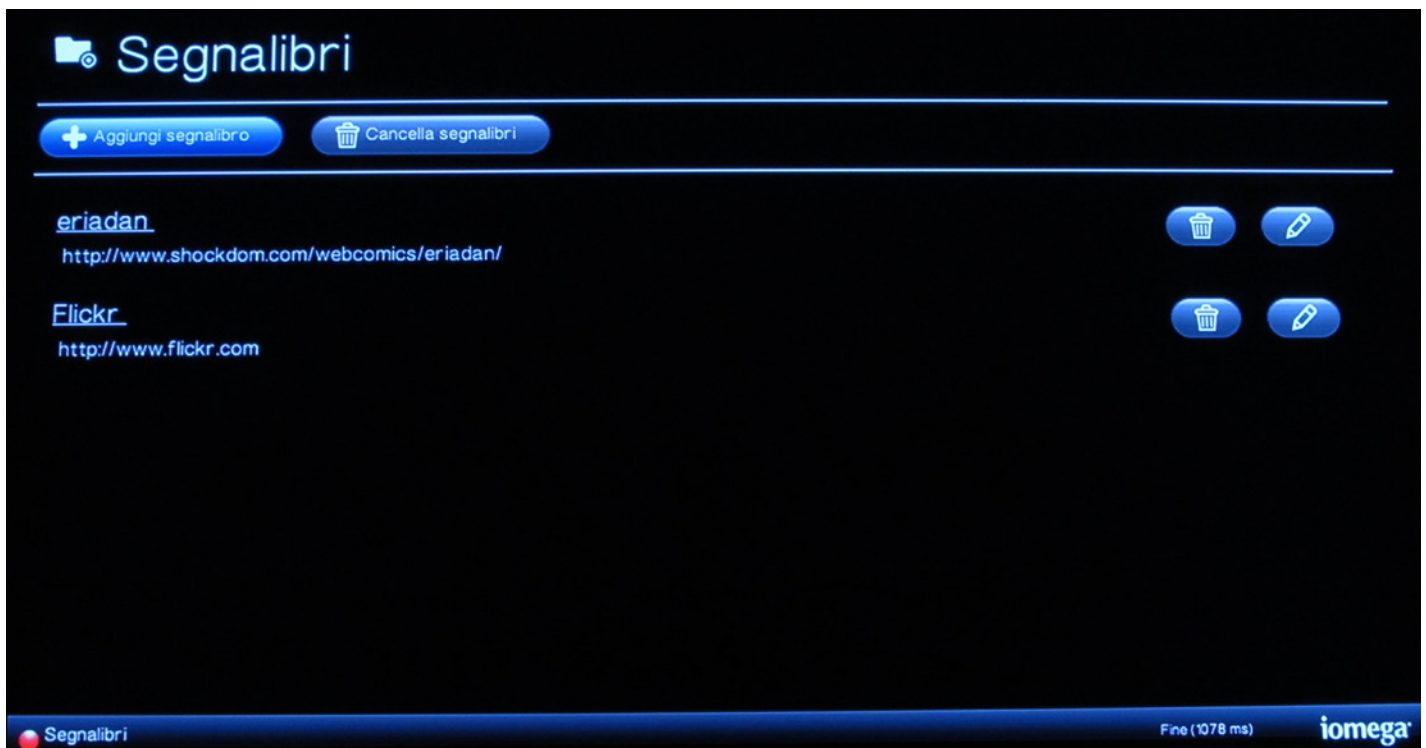 Segnalibri
Aggiungi segnalibro
Cancella segnalibri
eriadan
http://www.shockdom.com/webcomics/eriadan/
Flickr
http://www.flickr.com
Segnalibri
Fine (1078 ms)
iomega